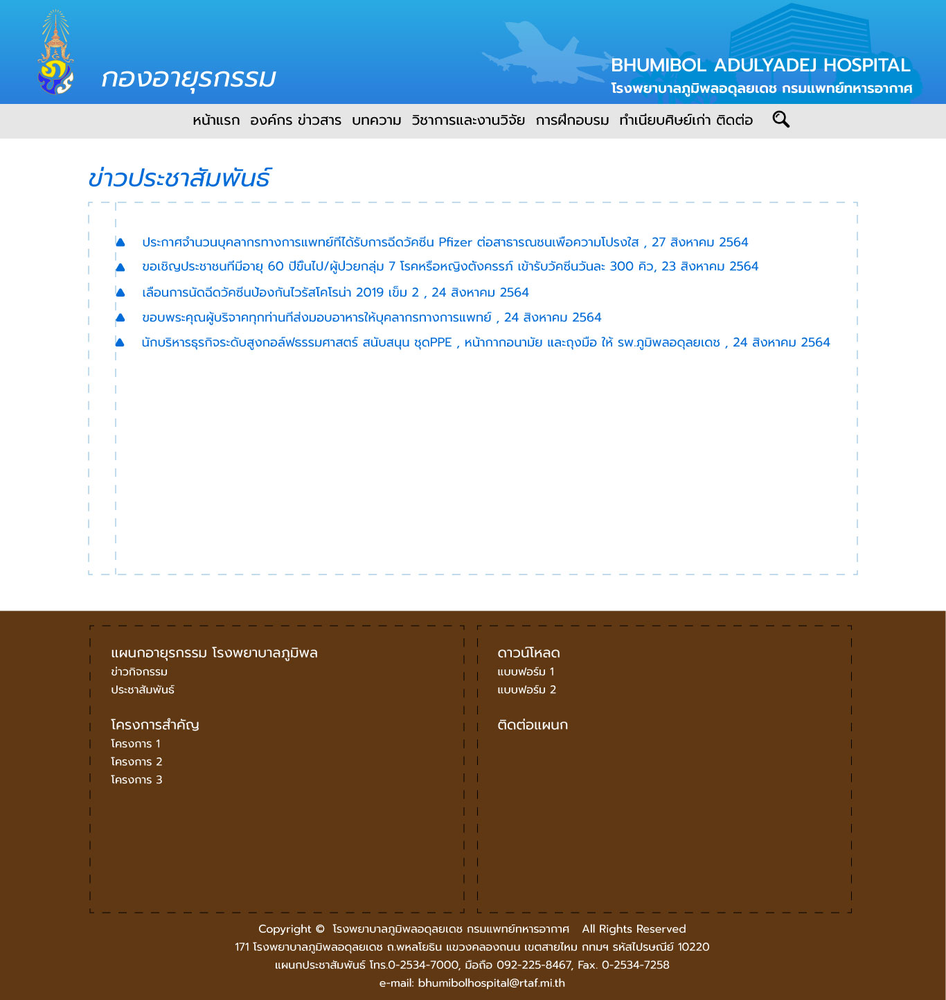 กองอายุรกรรม
BHUMIBOL ADULYADEJ HOSPITAL
โรงพยาบาลภูมิพลอดุลยเดช กรมแพทย์ทหารอากาศ
หน้าแรก องค์กร ข่าวสาร บทความ วิชาการและงานวิจัย การฝึกอบรม ทำเนียบศิษย์เก่า ติดต่อ
ข่าวประชาสัมพันธ์
ประกาศจำนวนบุคลากรทางการแพทย์ที่ได้รับการฉีดวัคซีน Pfizer ต่อสาธารณชนเพื่อความโปรงใส , 27 สิงหาคม 2564
ขอเชิญประชาชนที่มีอายุ 60 ปีขึ้นไป/ผู้ป่วยกลุ่ม 7 โรคหรือหญิงตั้งครรภ์ เข้ารับวัคซีนวันละ 300 คิว, 23 สิงหาคม 2564
เลื่อนการนัดฉีดวัคซีนป้องกันไวรัสโคโรน่า 2019 เข็ม 2 , 24 สิงหาคม 2564
ขอบพระคุณผู้บริจาคทุกท่านที่ส่งมอบอาหารให้บุคลากรทางการแพทย์ , 24 สิงหาคม 2564
นักบริหารธุรกิจระดับสูงกอล์ฟธรรมศาสตร์ สนับสนุน ชุดPPE , หน้ากากอนามัย และถุงมือ ให้ รพ.ภูมิพลอดุลยเดช , 24 สิงหาคม 2564
แผนกอายุรกรรม โรงพยาบาลภูมิพล
ข่าวกิจกรรม
ประชาสัมพันธ์
โครงการสำคัญ
โครงการ 1
โครงการ 2
โครงการ 3
ดาวน์โหลด
แบบฟอร์ม 1
แบบฟอร์ม 2
ติดต่อแผนก
Copyright © โรงพยาบาลภูมิพลอดุลยเดช กรมแพทย์ทหารอากาศ All Rights Reserved
171 โรงพยาบาลภูมิพลอดุลยเดช ถ.พหลโยธิน แขวงคลองถนน เขตสายไหม กทมฯ รหัสไปรษณีย์ 10220
แผนกประชาสัมพันธ์ โทร.0-2534-7000, มือถือ 092-225-8467, Fax. 0-2534-7258
e-mail: bhumibolhospital@rtaf.mi.th